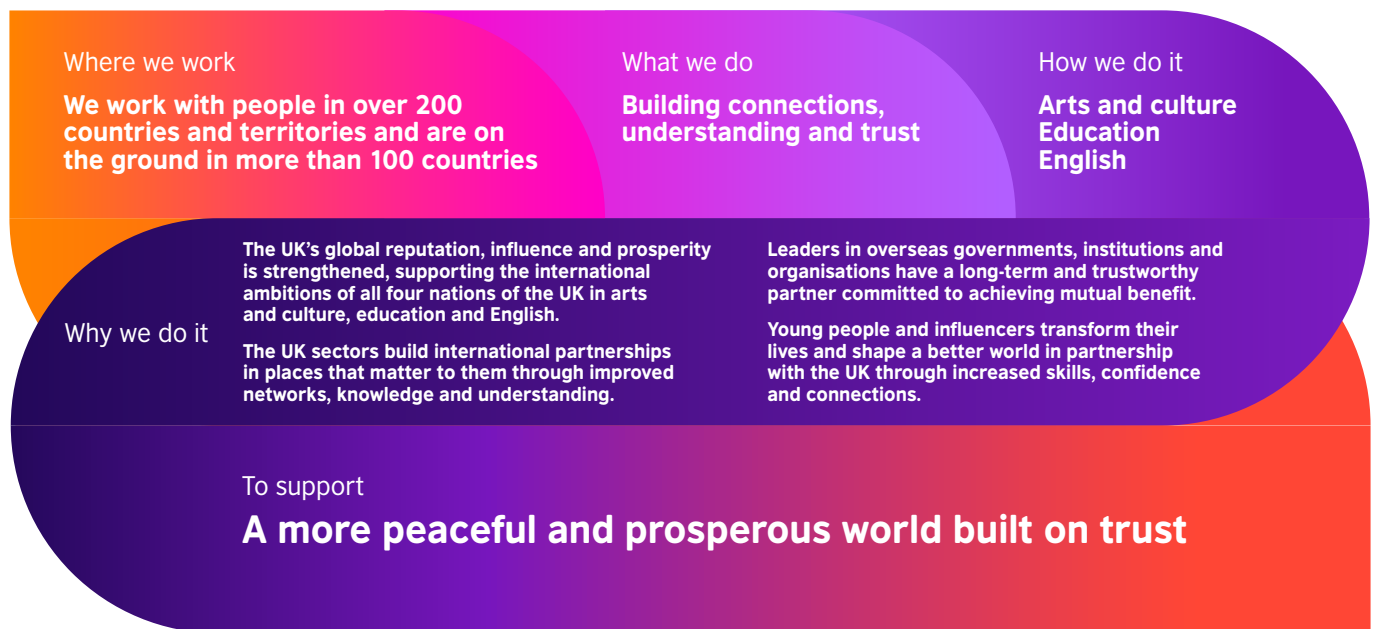 Where we work
We work with people in over 200
countries and territories and are on
the ground in more than 100 countries
What we do
Building connections,
understanding and trust
How we do it
Arts and culture
Education
English
Why we do it
The UK’s global reputation, influence and prosperity
is strengthened, supporting the international
ambitions of all four nations of the UK in arts
and culture, education and English.
The UK sectors build international partnerships
in places that matter to them through improved
networks, knowledge and understanding.
Leaders in overseas governments, institutions and
organisations have a long-term and trustworthy
partner committed to achieving mutual benefit.
Young people and influencers transform their
lives and shape a better world in partnership
with the UK through increased skills, confidence
and connections.
To support
A more peaceful and prosperous world built on trust